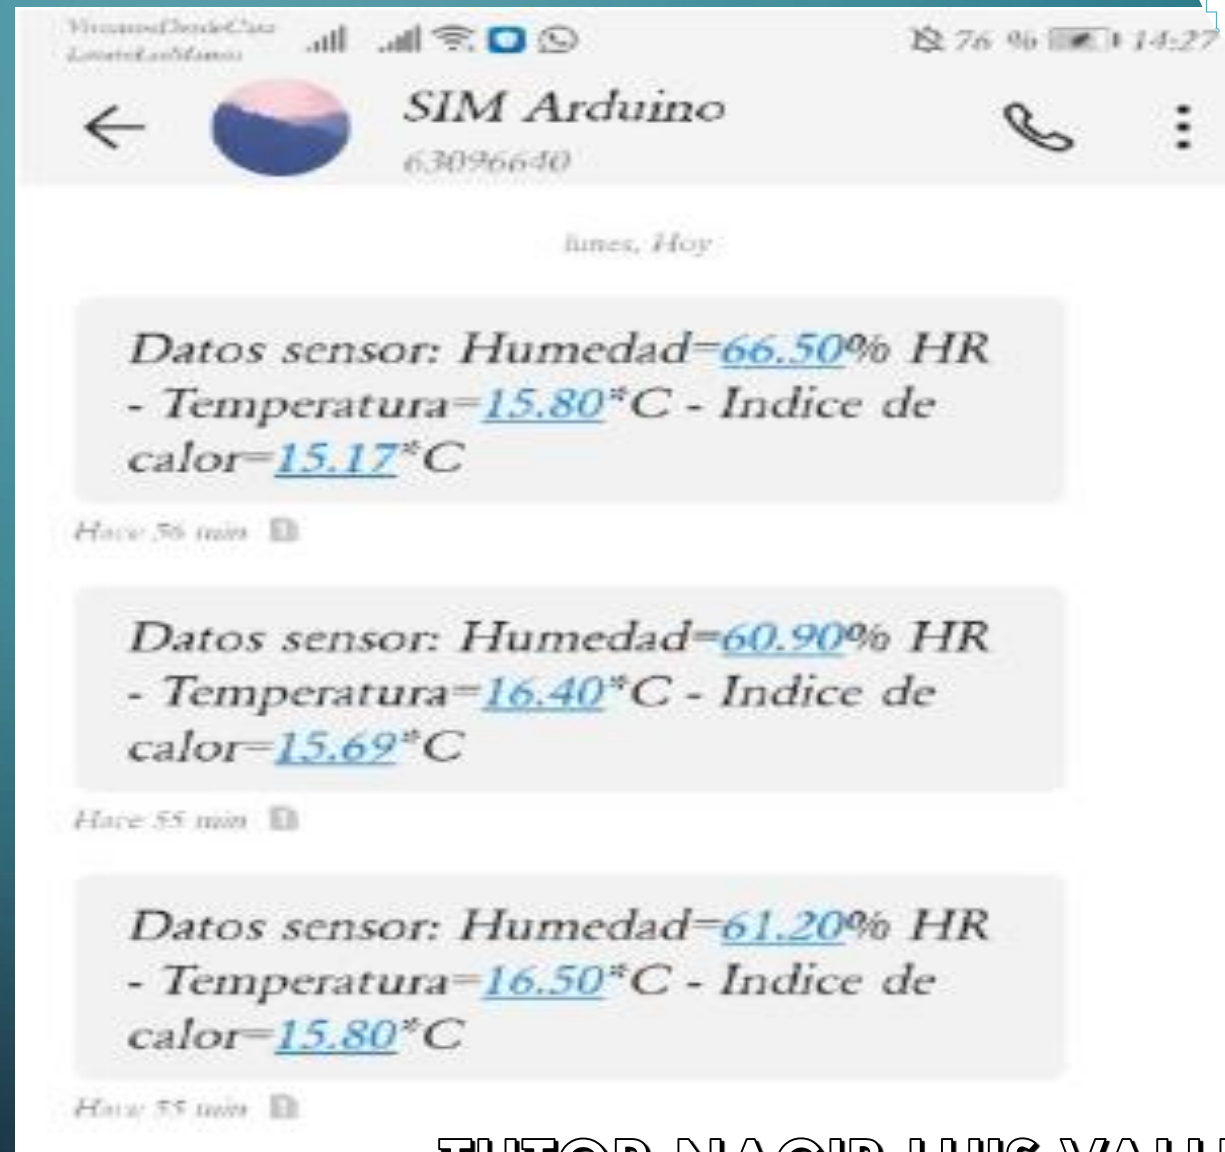 76 % 14:27
SIM Arduino
63096640
lunes, Hoy
Datos sensor: Humedad=66.50% HR
- Temperatura=15.80*C - Indice de
calor=15.17*C
Hace 56 min
Datos sensor: Humedad=60.90% HR
- Temperatura=16.40*C - Indice de
calor=15.69*C
Hace 55 min
Datos sensor: Humedad=61.20% HR
- Temperatura=16.50*C - Indice de
calor=15.80*C
Hace 55 min